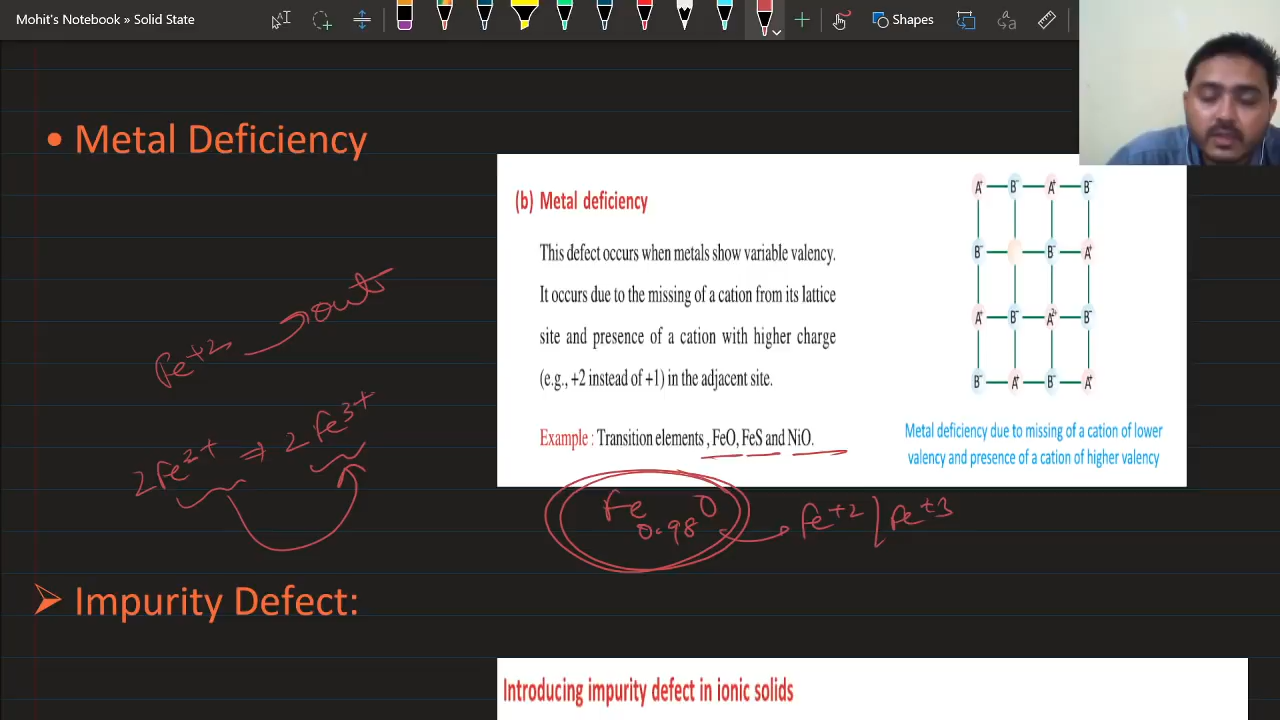 Mohit's Notebook » Solid State
Shapes
• Metal Deficiency
(b) Metal deficiency
This defect occurs when metals show variable valency.
It occurs due to the missing of a cation from its lattice
site and presence of a cation with higher charge
(e.g., +2 instead of +1) in the adjacent site.
Example : Transition elements , FeO, FeS and NiO.
A⁺ B⁻ A⁺ B⁻
B⁻ B⁻ A⁺
A⁺ B⁻ A²⁺ B⁻
B⁻ A⁺ B⁻ A⁺
Metal deficiency due to missing of a cation of lower
valency and presence of a cation of higher valency
Fe⁺² → out
2Fe²⁺ ⇒ 2Fe³⁺
Fe₀.₉₈O → Fe⁺² | Fe⁺³
➢ Impurity Defect:
Introducing impurity defect in ionic solids